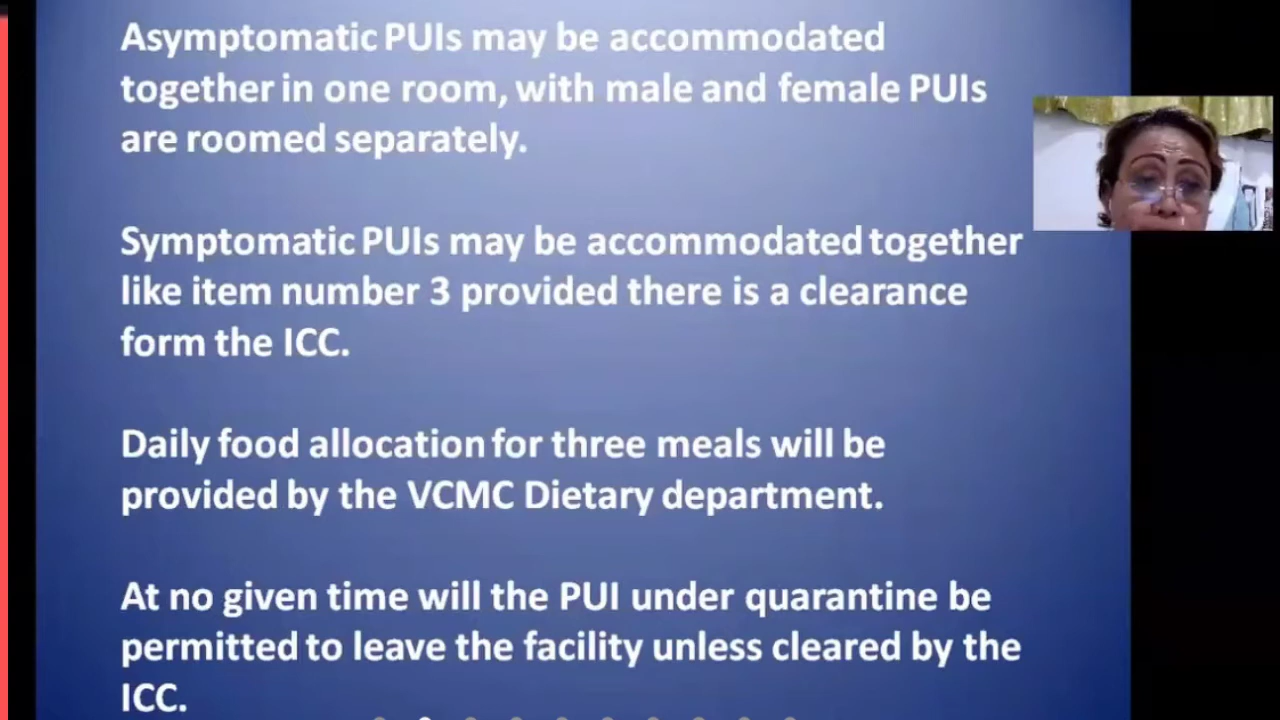 Asymptomatic PUIs may be accommodated
together in one room, with male and female PUIs
are roomed separately.
Symptomatic PUIs may be accommodated together
like item number 3 provided there is a clearance
form the ICC.
Daily food allocation for three meals will be
provided by the VCMC Dietary department.
At no given time will the PUI under quarantine be
permitted to leave the facility unless cleared by the
ICC.